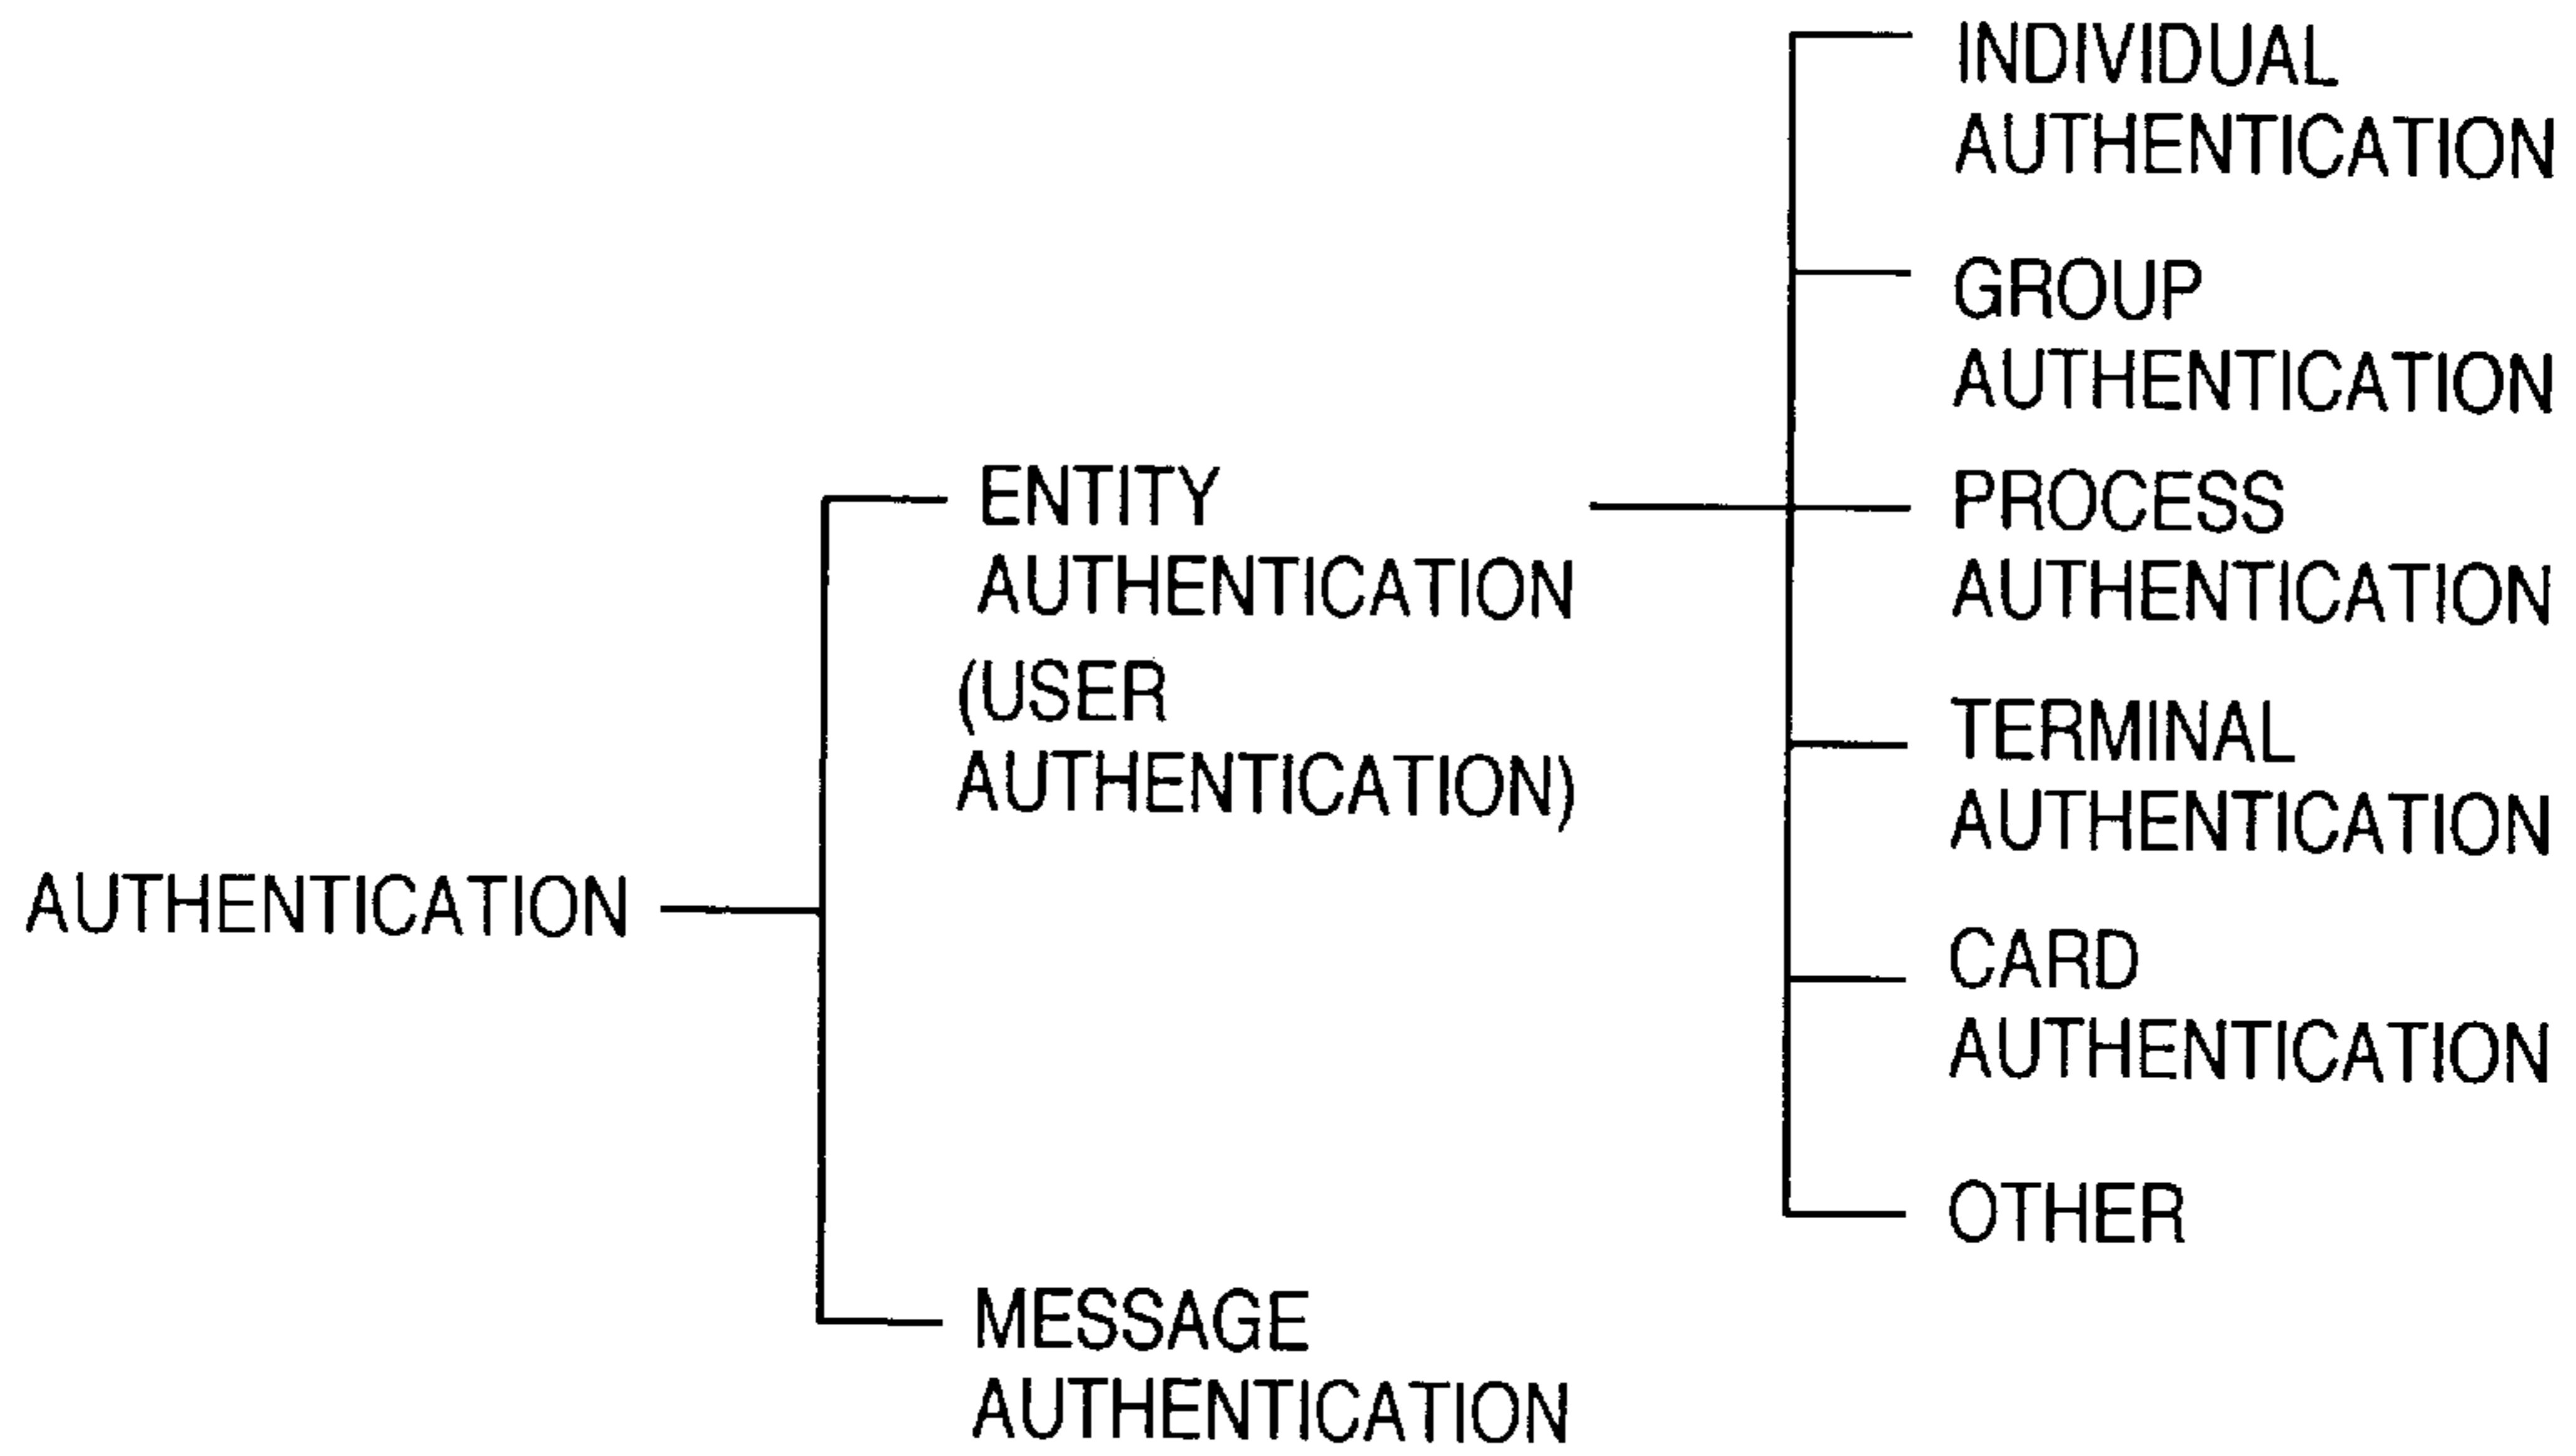 AUTHENTICATION
ENTITY
AUTHENTICATION
(USER
AUTHENTICATION)
MESSAGE
AUTHENTICATION
INDIVIDUAL
AUTHENTICATION
GROUP
AUTHENTICATION
PROCESS
AUTHENTICATION
TERMINAL
AUTHENTICATION
CARD
AUTHENTICATION
OTHER